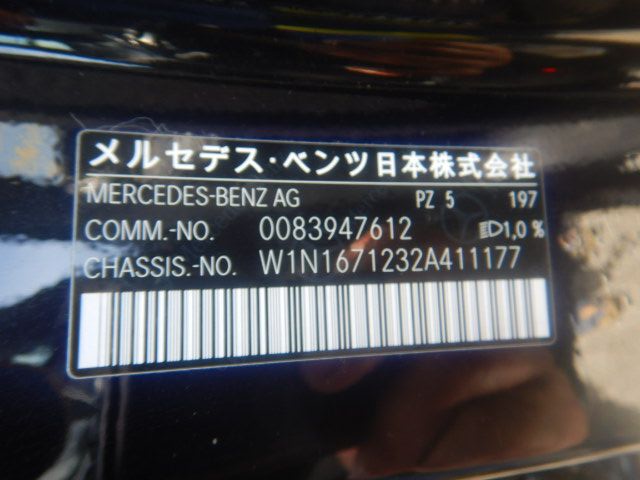 メルセデス・ベンツ日本株式会社
MERCEDES-BENZ AG PZ 5 197
COMM.-NO. 0083947612 1,0 %
CHASSIS.-NO. W1N1671232A411177